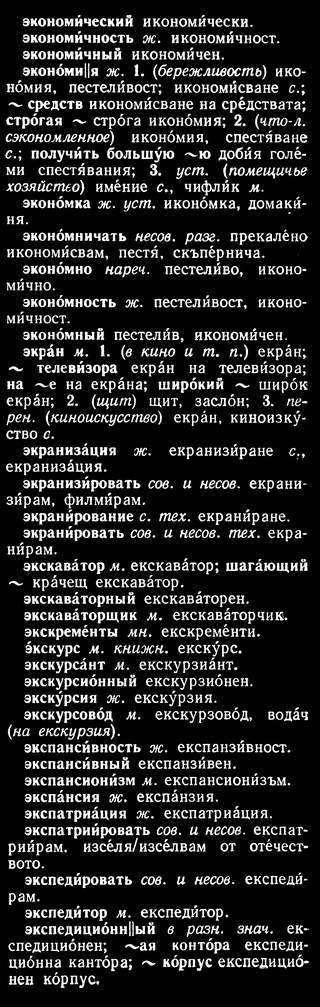 экономи́ческий икономи́чески.
экономи́чность ж. икономи́чност.
экономи́чный икономи́чен.
эконо́ми||я ж. 1. (бережливость) ико-
но́мия, пестели́вост; икономи́сване с.;
~ средств икономи́сване на сре́дствата;
стро́гая ~ стро́га иконо́мия; 2. (что-л.
сэкономленное) иконо́мия, спестя́ване
с.; получи́ть большу́ю ~ю доби́я голе́-
ми спестя́вания; 3. уст. (помещичье
хозяйство) име́ние с., чифли́к м.
эконо́мка ж. уст. иконо́мка, домаки́-
ня.
эконо́мничать несов. разг. прекале́но
икономи́свам, пестя́, скъпе́рнича.
эконо́мно нареч. пестели́во, иконо-
ми́чно.
эконо́мность ж. пестели́вост, иконо-
ми́чност.
эконо́мный пестели́в, икономи́чен.
экра́н м. 1. (в кино и т. п.) екра́н;
~ телеви́зора екра́н на телеви́зора;
на ~е на екра́на; широ́кий ~ широ́к
екра́н; 2. (щит) щит, засло́н; 3. пе-
рен. (киноискусство) екра́н, киноизку́-
ство с.
экраниза́ция ж. екранизи́ране с.,
екраниза́ция.
экранизи́ровать сов. и несов. екрани-
зи́рам, филми́рам.
экрани́рование с. тех. екрани́ране.
экрани́ровать сов. и несов. тех. екра-
ни́рам.
экскава́тор м. екскава́тор; шага́ющий
~ кра́чещ екскава́тор.
экскава́торный екскава́торен.
экскава́торщик м. екскава́торчик.
экскреме́нты мн. екскреме́нти.
э́кскурс м. книжн. екску́рс.
экскурса́нт м. екскурзиа́нт.
экскурсио́нный екскурзио́нен.
экску́рсия ж. екску́рзия.
экскурсово́д м. екскурзово́д, вода́ч
(на екскурзия).
экспанси́вность ж. експанзи́вност.
экспанси́вный експанзи́вен.
экспансиони́зм м. експансиони́зъм.
экспа́нсия ж. експа́нзия.
экспатриа́ция ж. експатриа́ция.
экспатрии́ровать сов. и несов. експат-
рии́рам, изселя́/изсе́лвам от оте́чест-
вото.
экспеди́ровать сов. и несов. експеди́-
рам.
экспеди́тор м. експеди́тор.
экспедицио́нн||ый в разн. знач. ек-
спедицио́нен; ~ая конто́ра експеди-
цио́нна канто́ра; ~ ко́рпус експедицио́-
нен ко́рпус.